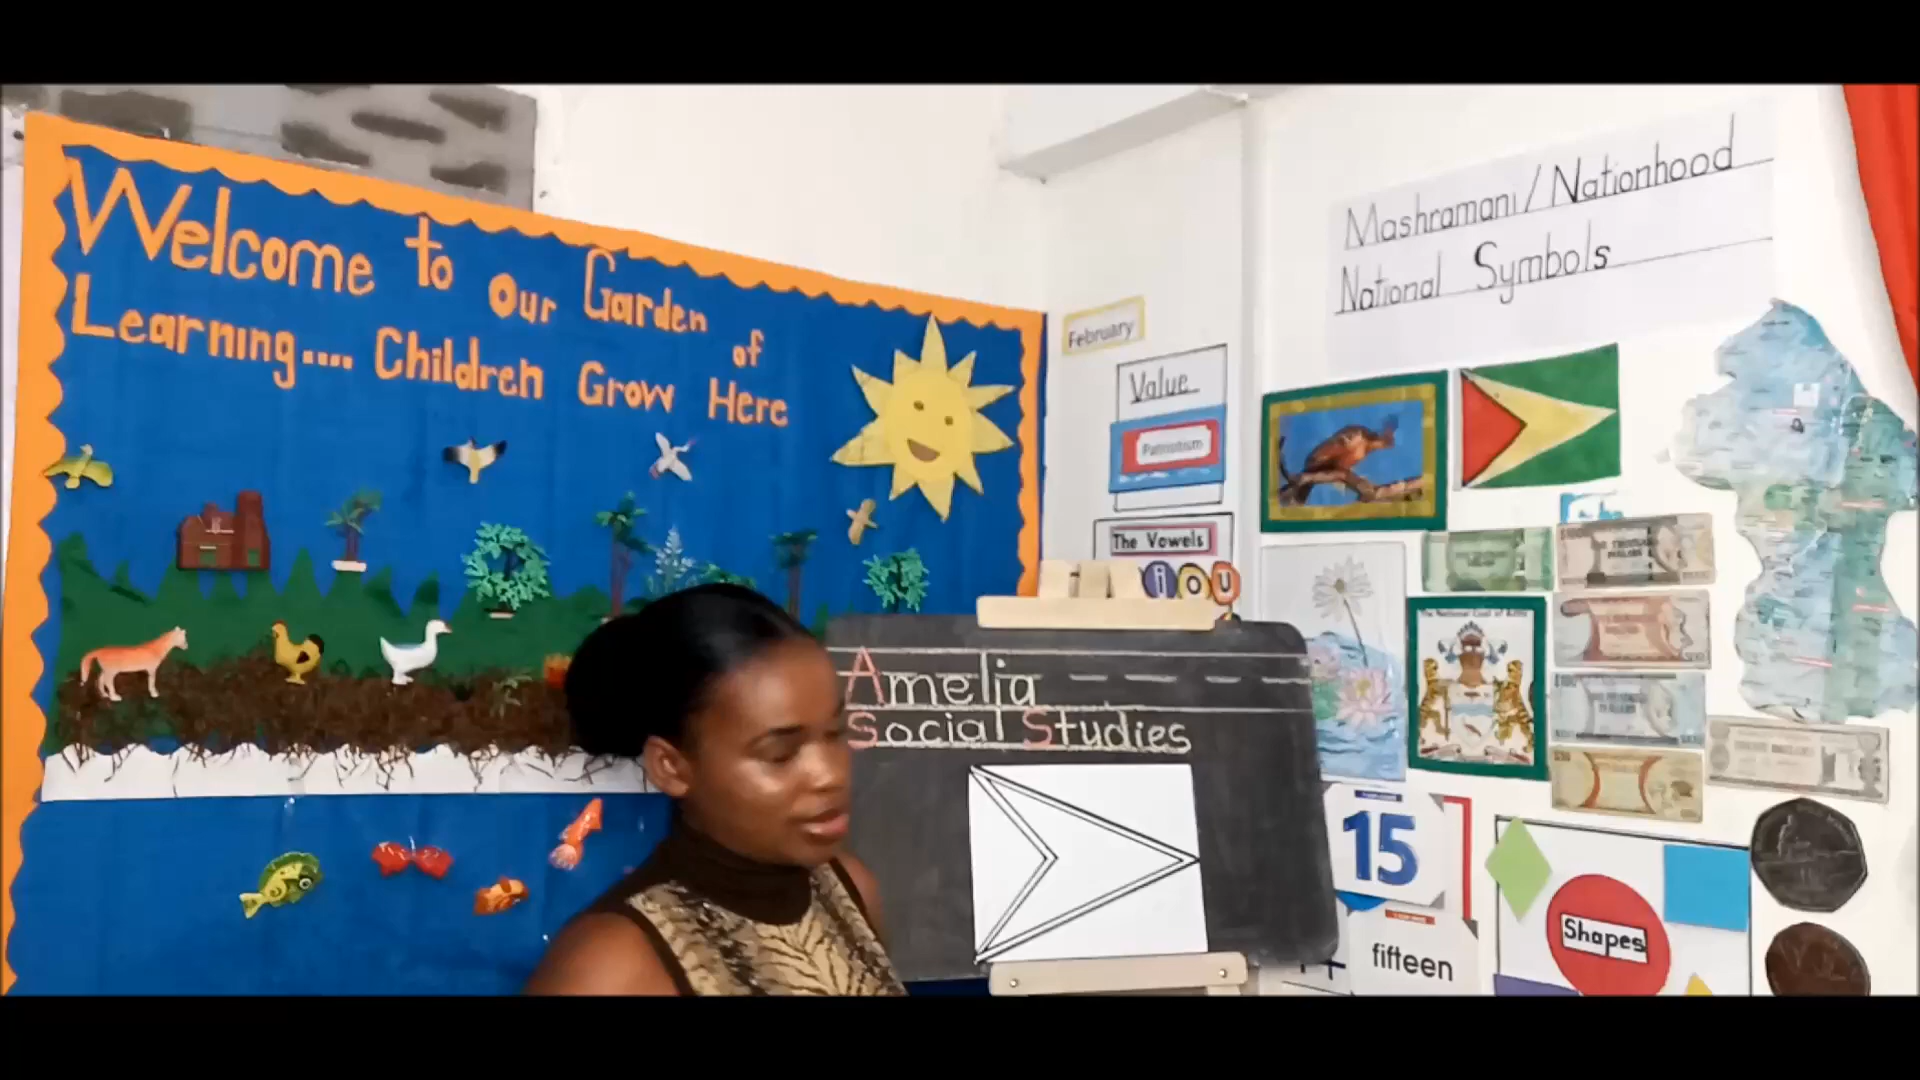 Welcome to our Garden of
Learning.... Children Grow Here
Mashramani/Nationhood
National Symbols
February
Value
Patriotism
The Vowels
i o u
Amelia
Social Studies
15
fifteen
Shapes